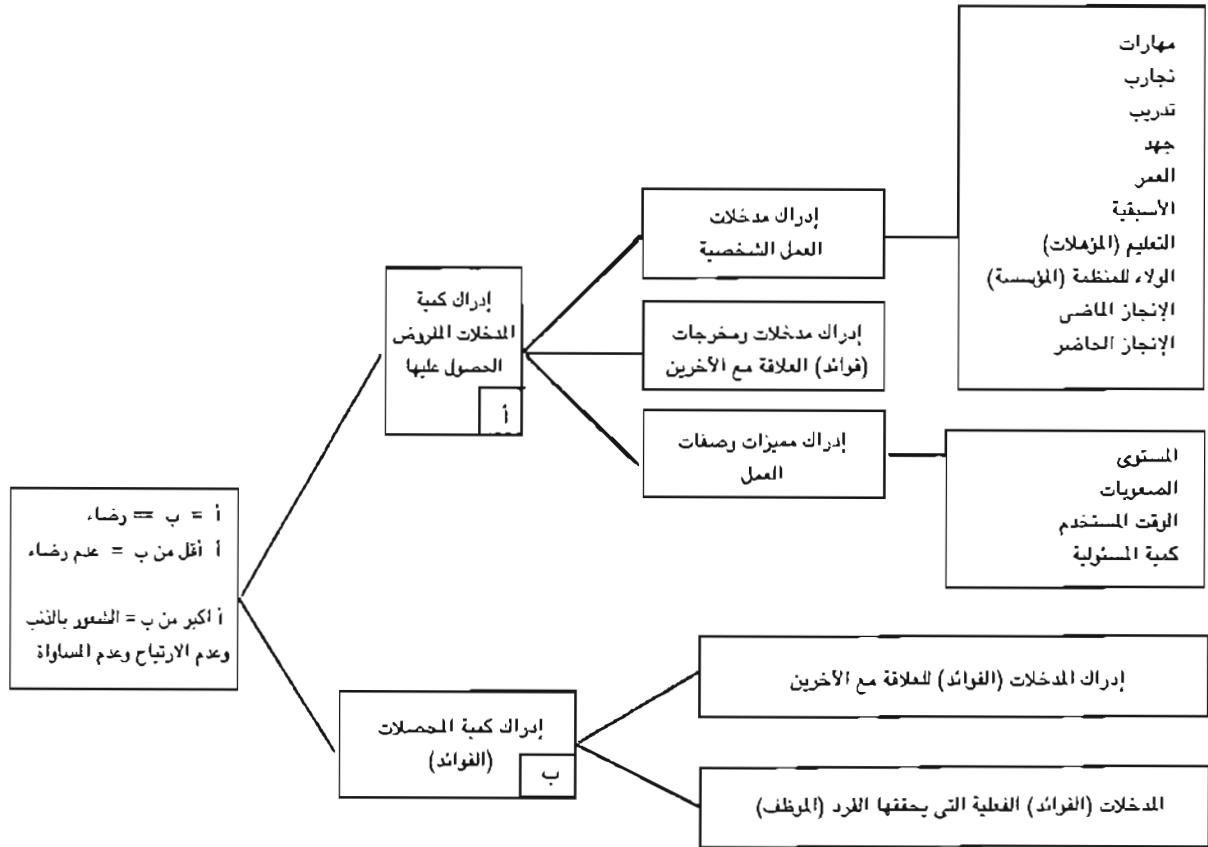 مهارات
تجارب
تدريب
جهد
العمر
الأسبقية
التعليم (المؤهلات)
الولاء للمنظمة (المؤسسة)
الإنجاز الماضى
الإنجاز الحاضر
إدراك مدخلات
العمل الشخصية
إدراك كمية
المدخلات المفروض
الحصول عليها
أ
إدراك مدخلات ومخرجات
(فوائد) العلاقة مع الآخرين
إدراك مميزات وصفات
العمل
المستوى
الصعوبات
الوقت المستخدم
كمية المسئولية
أ = ب == رضاء
أ أقل من ب = عدم رضاء
أ اكبر من ب = الشعور بالذنب
وعدم الارتياح وعدم المساواة
إدراك المدخلات (الفوائد) للعلاقة مع الآخرين
إدراك كمية المحصلات
(الفوائد)
ب
المدخلات (الفوائد) الفعلية التى يحققها الفرد (الموظف)